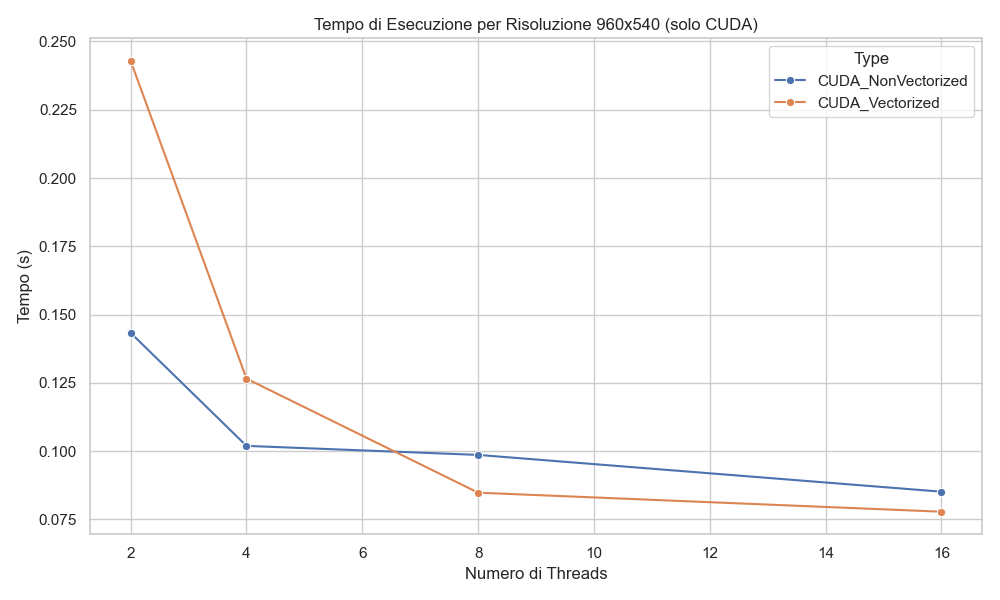 Tempo di Esecuzione per Risoluzione 960x540 (solo CUDA)
Type
CUDA_NonVectorized
CUDA_Vectorized
Tempo (s)
0.250
0.225
0.200
0.175
0.150
0.125
0.100
0.075
2 4 6 8 10 12 14 16
Numero di Threads